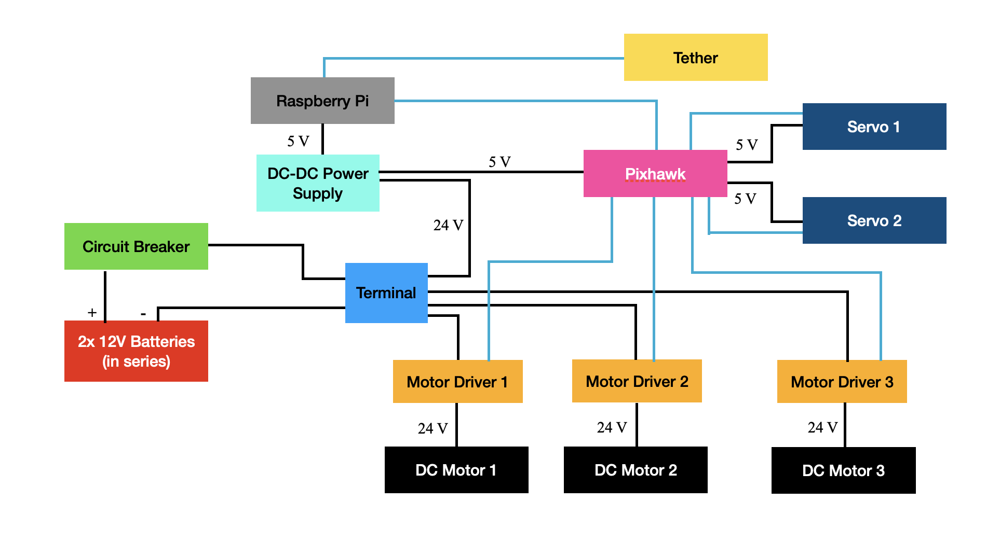 Tether
Raspberry Pi
Servo 1
5 V
5 V
5 V
DC-DC Power
Supply
Pixhawk
5 V
Servo 2
24 V
Circuit Breaker
Terminal
+
-
2x 12V Batteries
(in series)
Motor Driver 1
Motor Driver 2
Motor Driver 3
24 V
24 V
24 V
DC Motor 1
DC Motor 2
DC Motor 3